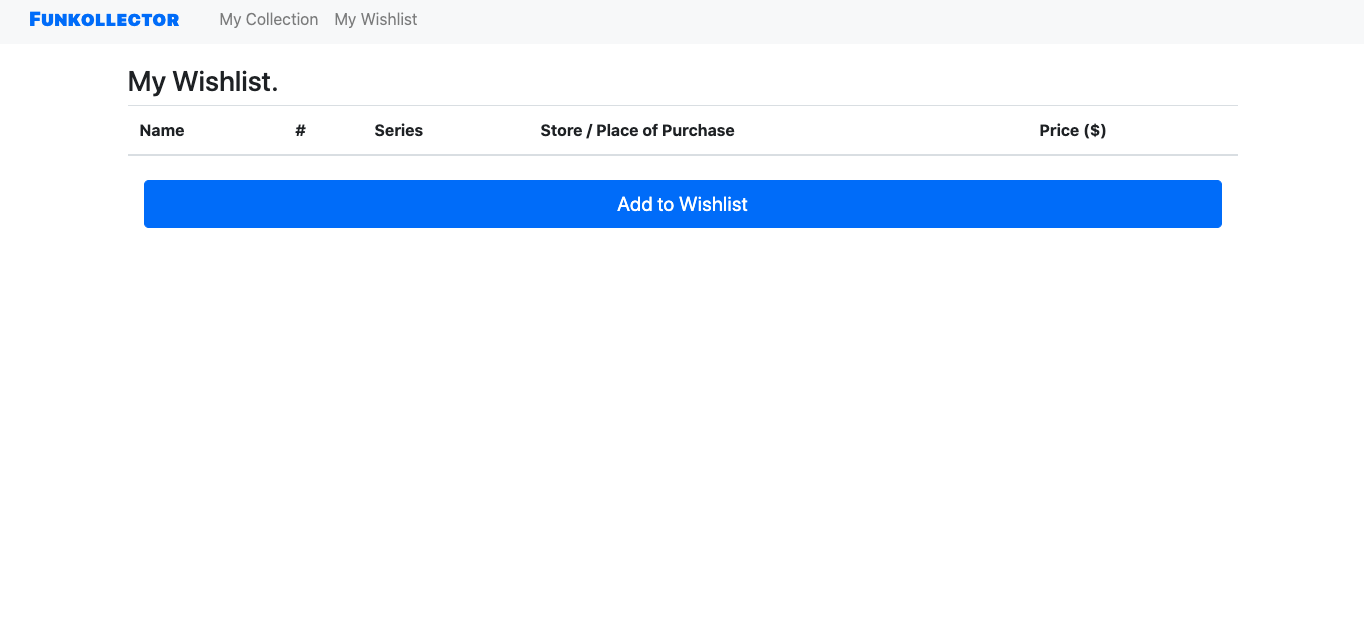 Funkollector My Collection My Wishlist
My Wishlist.
Name # Series Store / Place of Purchase Price ($)
Add to Wishlist